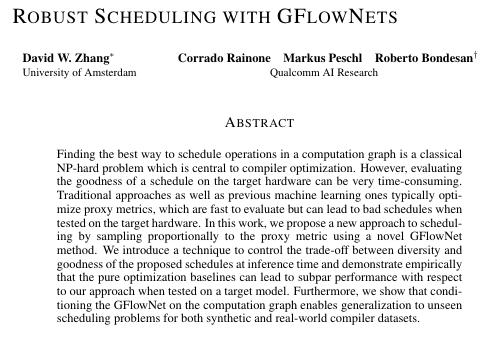 ROBUST SCHEDULING WITH GFLOWNETS
David W. Zhang* Corrado Rainone Markus Peschl Roberto Bondesan†
University of Amsterdam Qualcomm AI Research
ABSTRACT
Finding the best way to schedule operations in a computation graph is a classical
NP-hard problem which is central to compiler optimization. However, evaluating
the goodness of a schedule on the target hardware can be very time-consuming.
Traditional approaches as well as previous machine learning ones typically opti-
mize proxy metrics, which are fast to evaluate but can lead to bad schedules when
tested on the target hardware. In this work, we propose a new approach to schedul-
ing by sampling proportionally to the proxy metric using a novel GFlowNet
method. We introduce a technique to control the trade-off between diversity and
goodness of the proposed schedules at inference time and demonstrate empirically
that the pure optimization baselines can lead to subpar performance with respect
to our approach when tested on a target model. Furthermore, we show that condi-
tioning the GFlowNet on the computation graph enables generalization to unseen
scheduling problems for both synthetic and real-world compiler datasets.